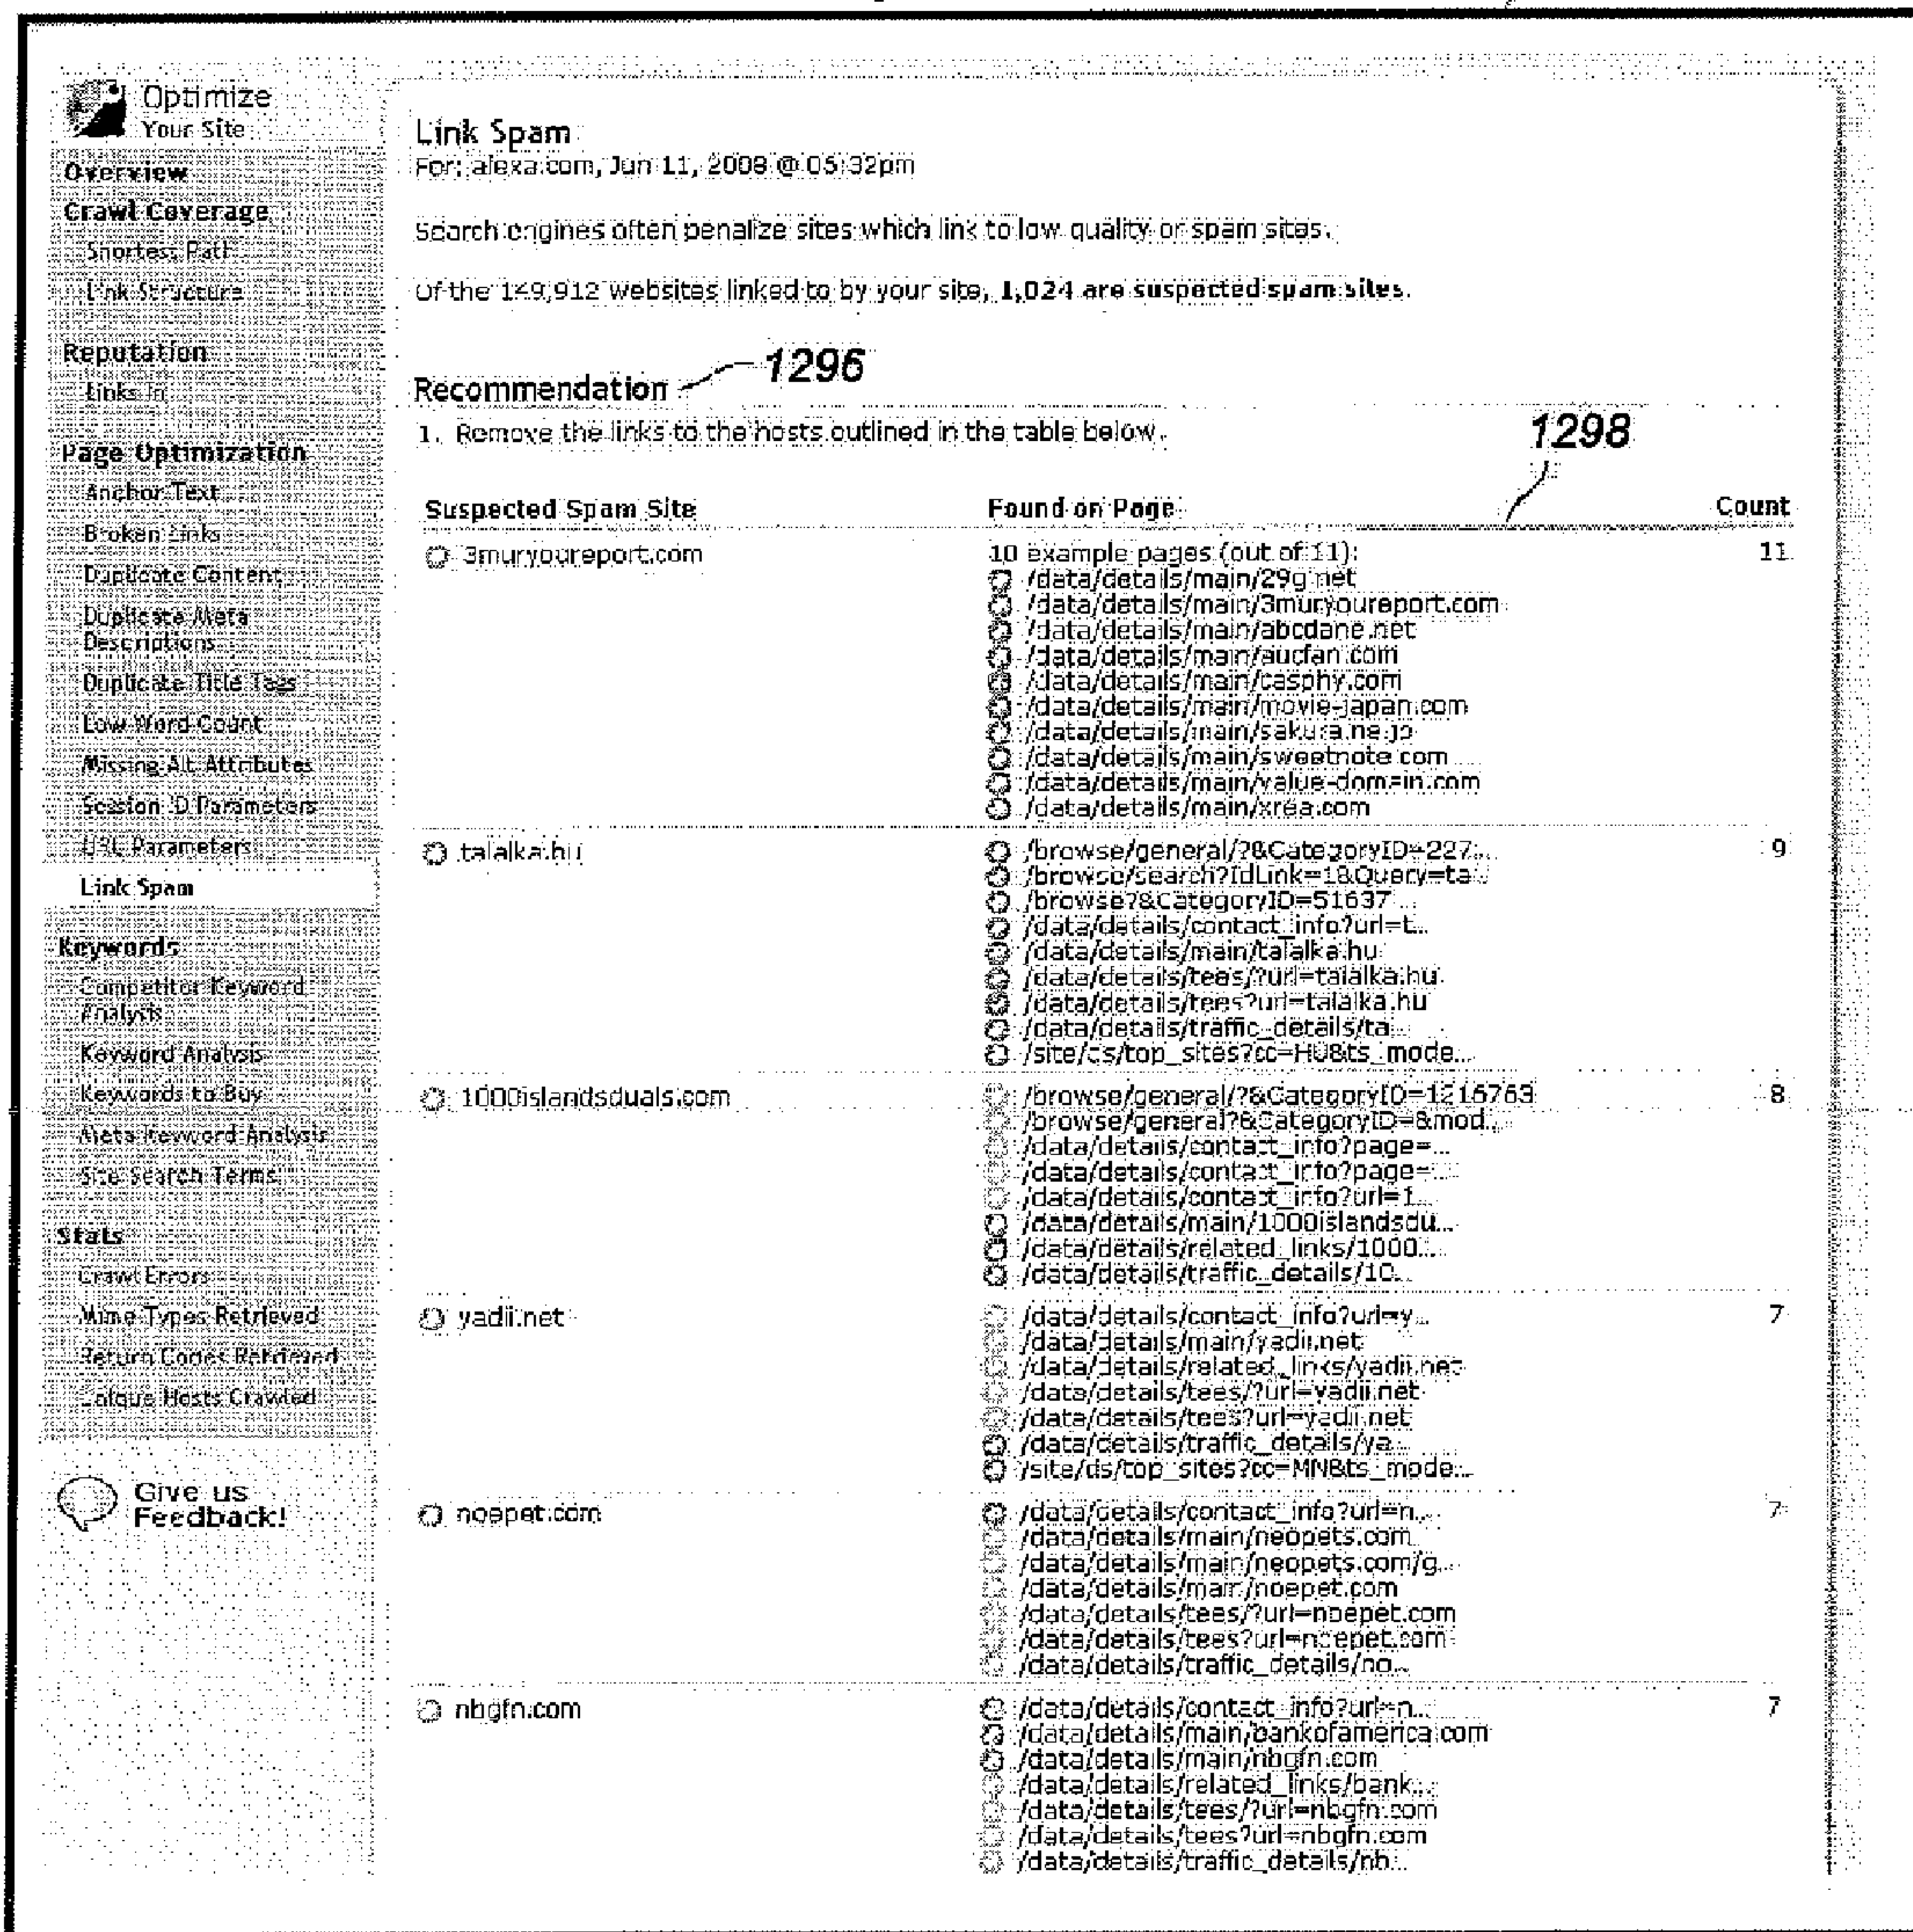 Optimize
Your Site
Overview
Crawl Coverage
Shortest Path
Link Structure
Reputation
Links In
Page Optimization
Anchor Text
Broken Links
Duplicate Content
Duplicate Meta
Descriptions
Duplicate Title Tags
Low Word Count
Missing Alt Attributes
Session ID Parameters
URL Parameters
Link Spam
Keywords
Competitor Keyword
Analysis
Keyword Analysis
Keywords to Buy
Meta Keyword Analysis
Site Search Terms
Stats
Crawl Errors
Mime Types Retrieved
Return Codes Retrieved
Unique Hosts Crawled
Give us
Feedback!
Link Spam
For: alexa.com, Jun 11, 2008 @ 05:32pm
Search engines often penalize sites which link to low quality or spam sites.
Of the 149,912 websites linked to by your site, 1,024 are suspected spam sites.
Recommendation 1296
1. Remove the links to the hosts outlined in the table below.
1298
Suspected Spam Site Found on Page Count
3muryoureport.com 10 example pages (out of 11): 11
/data/details/main/29g.net
/data/details/main/3muryoureport.com
/data/details/main/abcdane.net
/data/details/main/aucfan.com
/data/details/main/casphy.com
/data/details/main/movie-japan.com
/data/details/main/sakura.ne.jp
/data/details/main/sweetnote.com
/data/details/main/value-domain.com
/data/details/main/xrea.com
talalka.hu /browse/general/?&CategoryID=227... 9
/browse/search?IdLink=1&Query=ta...
/browse?&CategoryID=51637...
/data/details/contact_info?url=t...
/data/details/main/talalka.hu
/data/details/tees/?url=talalka.hu
/data/details/tees?url=talalka.hu
/data/details/traffic_details/ta...
/site/ds/top_sites?cc=HU&ts_mode...
1000islandsduals.com /browse/general/?&CategoryID=1216763 8
/browse/general?&CategoryID=&mod...
/data/details/contact_info?page=...
/data/details/contact_info?page=...
/data/details/contact_info?url=1...
/data/details/main/1000islandsdu...
/data/details/related_links/1000...
/data/details/traffic_details/10...
yadii.net /data/details/contact_info?url=y... 7
/data/details/main/yadii.net
/data/details/related_links/yadii.net
/data/details/tees/?url=yadii.net
/data/details/tees?url=yadii.net
/data/details/traffic_details/ya...
/site/ds/top_sites?cc=MN&ts_mode...
noepet.com /data/details/contact_info?url=n... 7
/data/details/main/neopets.com
/data/details/main/neopets.com/g...
/data/details/main/noepet.com
/data/details/tees/?url=noepet.com
/data/details/tees?url=noepet.com
/data/details/traffic_details/no...
nbgfn.com /data/details/contact_info?url=n... 7
/data/details/main/bankofamerica.com
/data/details/main/nbgfn.com
/data/details/related_links/bank...
/data/details/tees/?url=nbgfn.com
/data/details/tees?url=nbgfn.com
/data/details/traffic_details/nb...